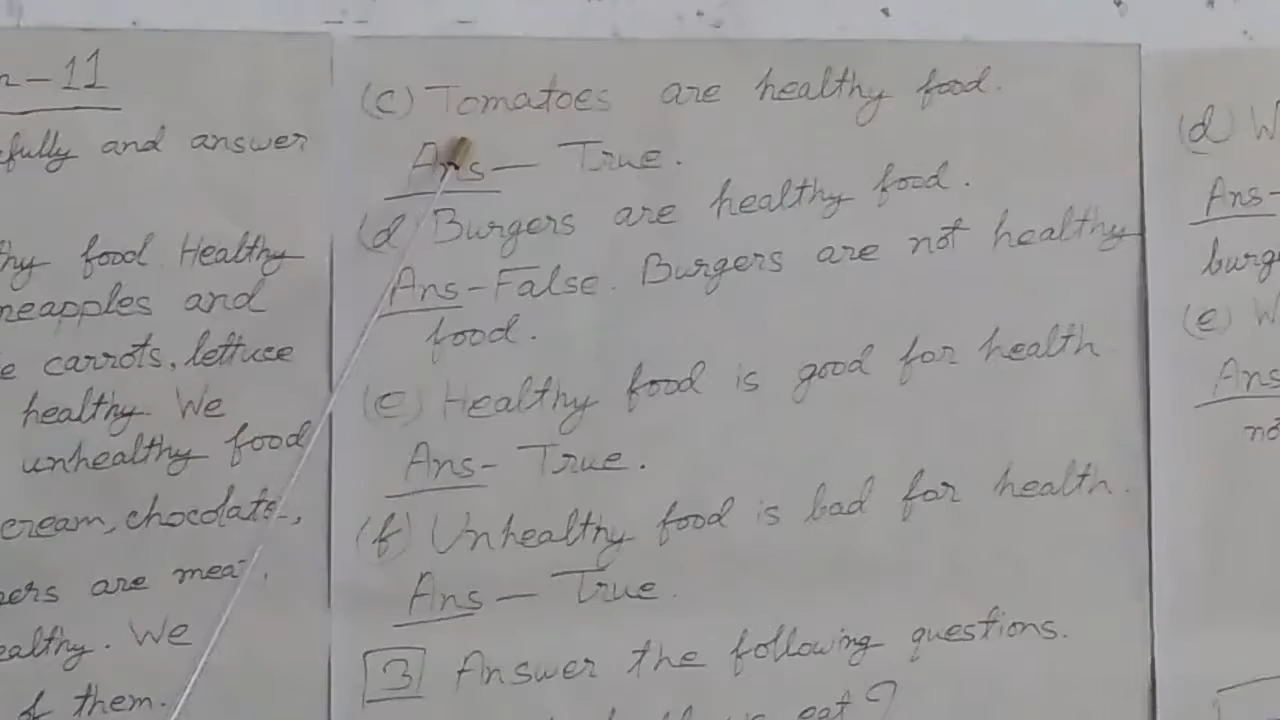 -11
fully and answer
food Healthy
neapples and
carrots, lettuce
healthy. We
unhealthy food
cream, chocolate,
are meat.
We
of them.
(c) Tomatoes are healthy food.
Ans — True.
(d) Burgers are healthy food.
Ans - False. Burgers are not healthy
food.
(e) Healthy food is good for health
Ans - True.
(f) Unhealthy food is bad for health.
Ans — True.
3 Answer the following questions.
eat?
(d) W
Ans-
burg
(e) W
Ans
no